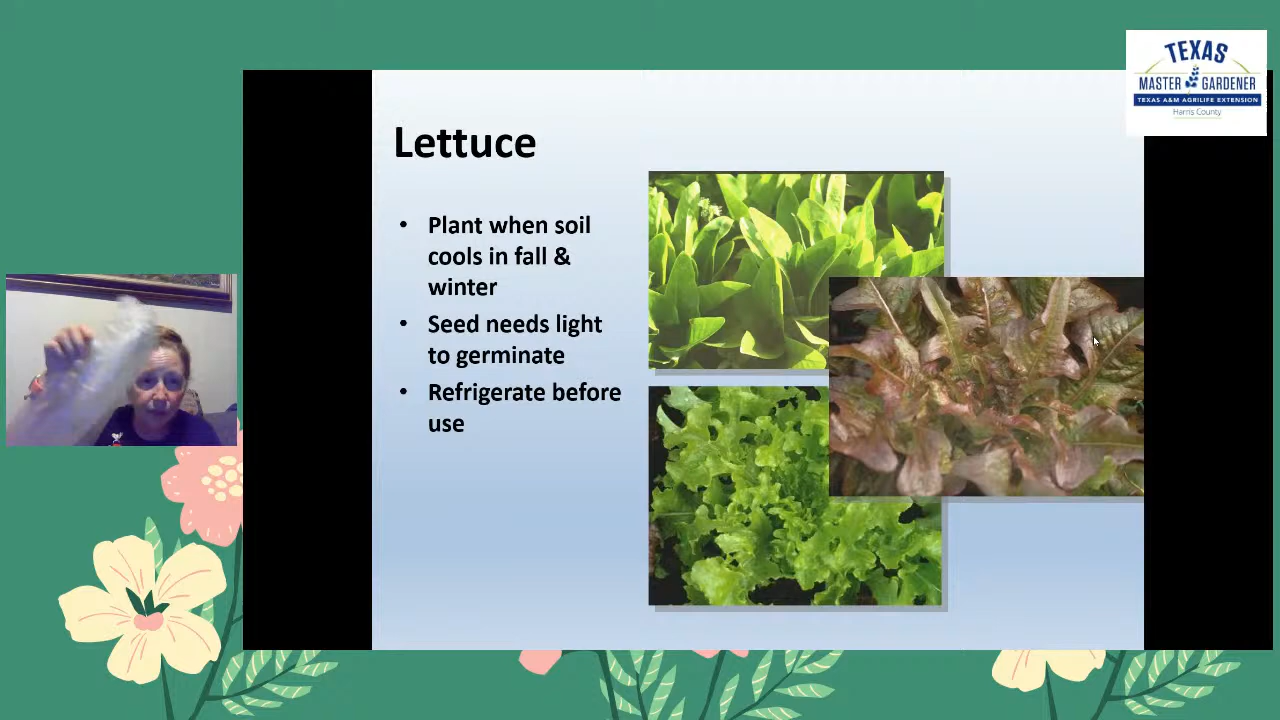 TEXAS
MASTER GARDENER
TEXAS A&M AGRILIFE EXTENSION
Harris County
Lettuce
• Plant when soil
cools in fall &
winter
• Seed needs light
to germinate
• Refrigerate before
use